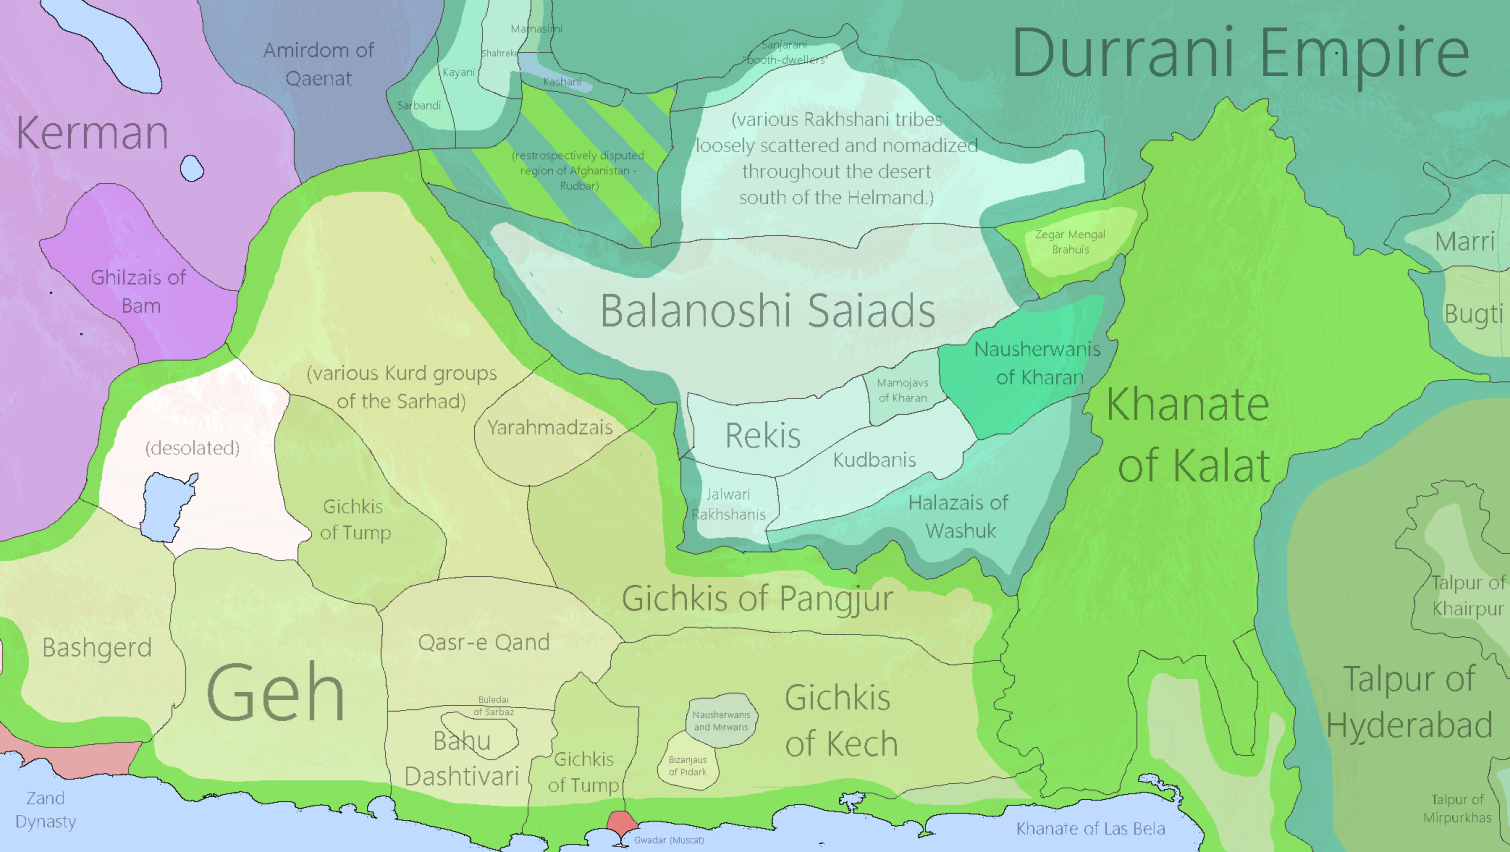 Mamasimi
Durrani Empire
Amirdom of
Qaenat
Shahreki
Sanjarani
"booth-dwellers"
Kayani
Kashani
Sarbandi
Kerman
(various Rakhshani tribes
loosely scattered and nomadized
throughout the desert
south of the Helmand.)
(restrospectively disputed
region of Afghanistan -
Rudbar)
Zegar Mengal
Brahuis
Marri
Ghilzais of
Bam
Balanoshi Saiads
Bugti
Nausherwanis
of Kharan
(various Kurd groups
of the Sarhad)
Mamojavs
of Kharan
Khanate
of Kalat
Yarahmadzais
Rekis
(desolated)
Kudbanis
Gichkis
of Tump
Jalwari
Rakhshanis
Halazais of
Washuk
Gichkis of Pangjur
Talpur of
Khairpur
Bashgerd
Qasr-e Qand
Geh
Talpur of
Hyderabad
Buledai
of Sarbaz
Gichkis
of Kech
Nausherwanis
and Mirwaris
Bahu
Dashtivari
Gichkis
of Tump
Bizanjaus
of Pidark
Zand
Dynasty
Talpur of
Mirpurkhas
Khanate of Las Bela
Gwadar (Muscat)